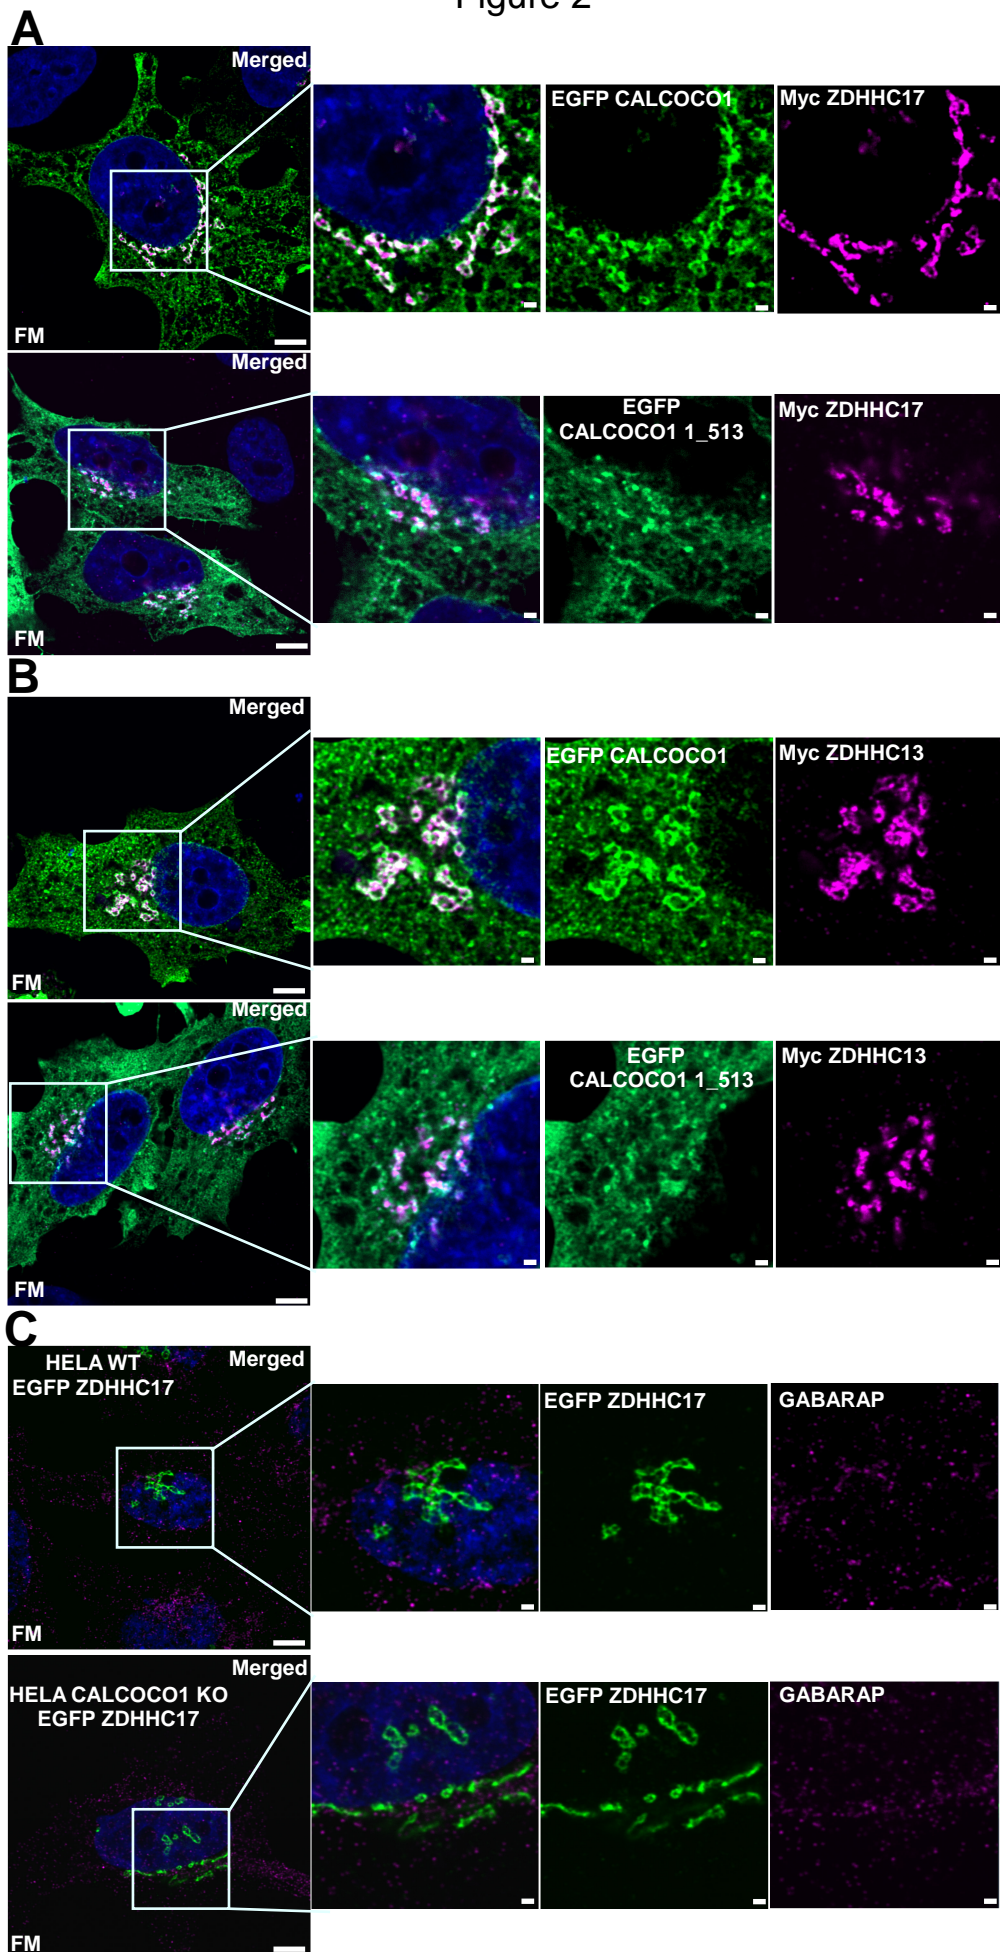 Figure 2
A
Merged
FM
EGFP CALCOCO1
Myc ZDHHC17
Merged
FM
EGFP
CALCOCO1 1_513
Myc ZDHHC17
B
Merged
FM
EGFP CALCOCO1
Myc ZDHHC13
Merged
FM
EGFP
CALCOCO1 1_513
Myc ZDHHC13
C
HELA WT
EGFP ZDHHC17
Merged
FM
EGFP ZDHHC17
GABARAP
Merged
HELA CALCOCO1 KO
EGFP ZDHHC17
FM
EGFP ZDHHC17
GABARAP